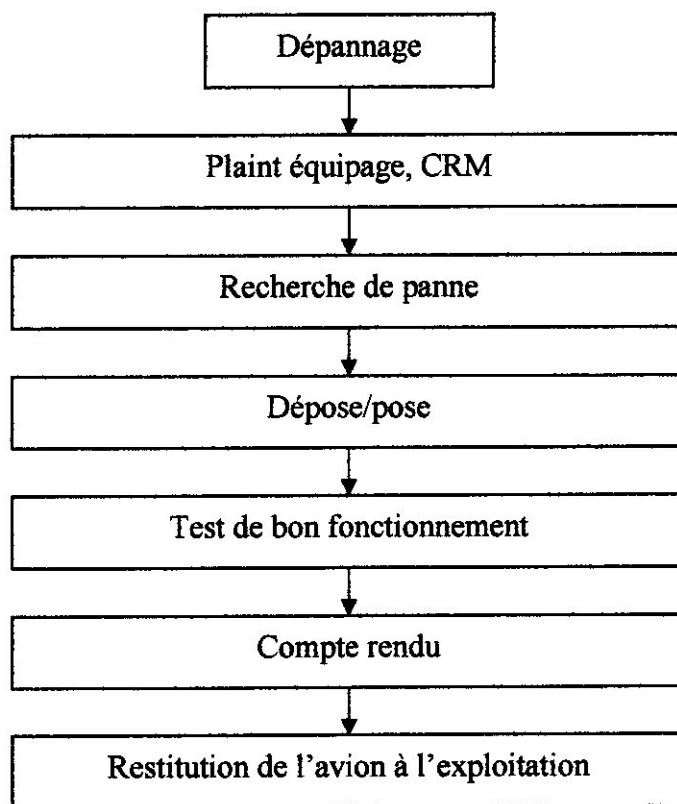 Dépannage
Plaint équipage, CRM
Recherche de panne
Dépose/pose
Test de bon fonctionnement
Compte rendu
Restitution de l'avion à l'exploitation